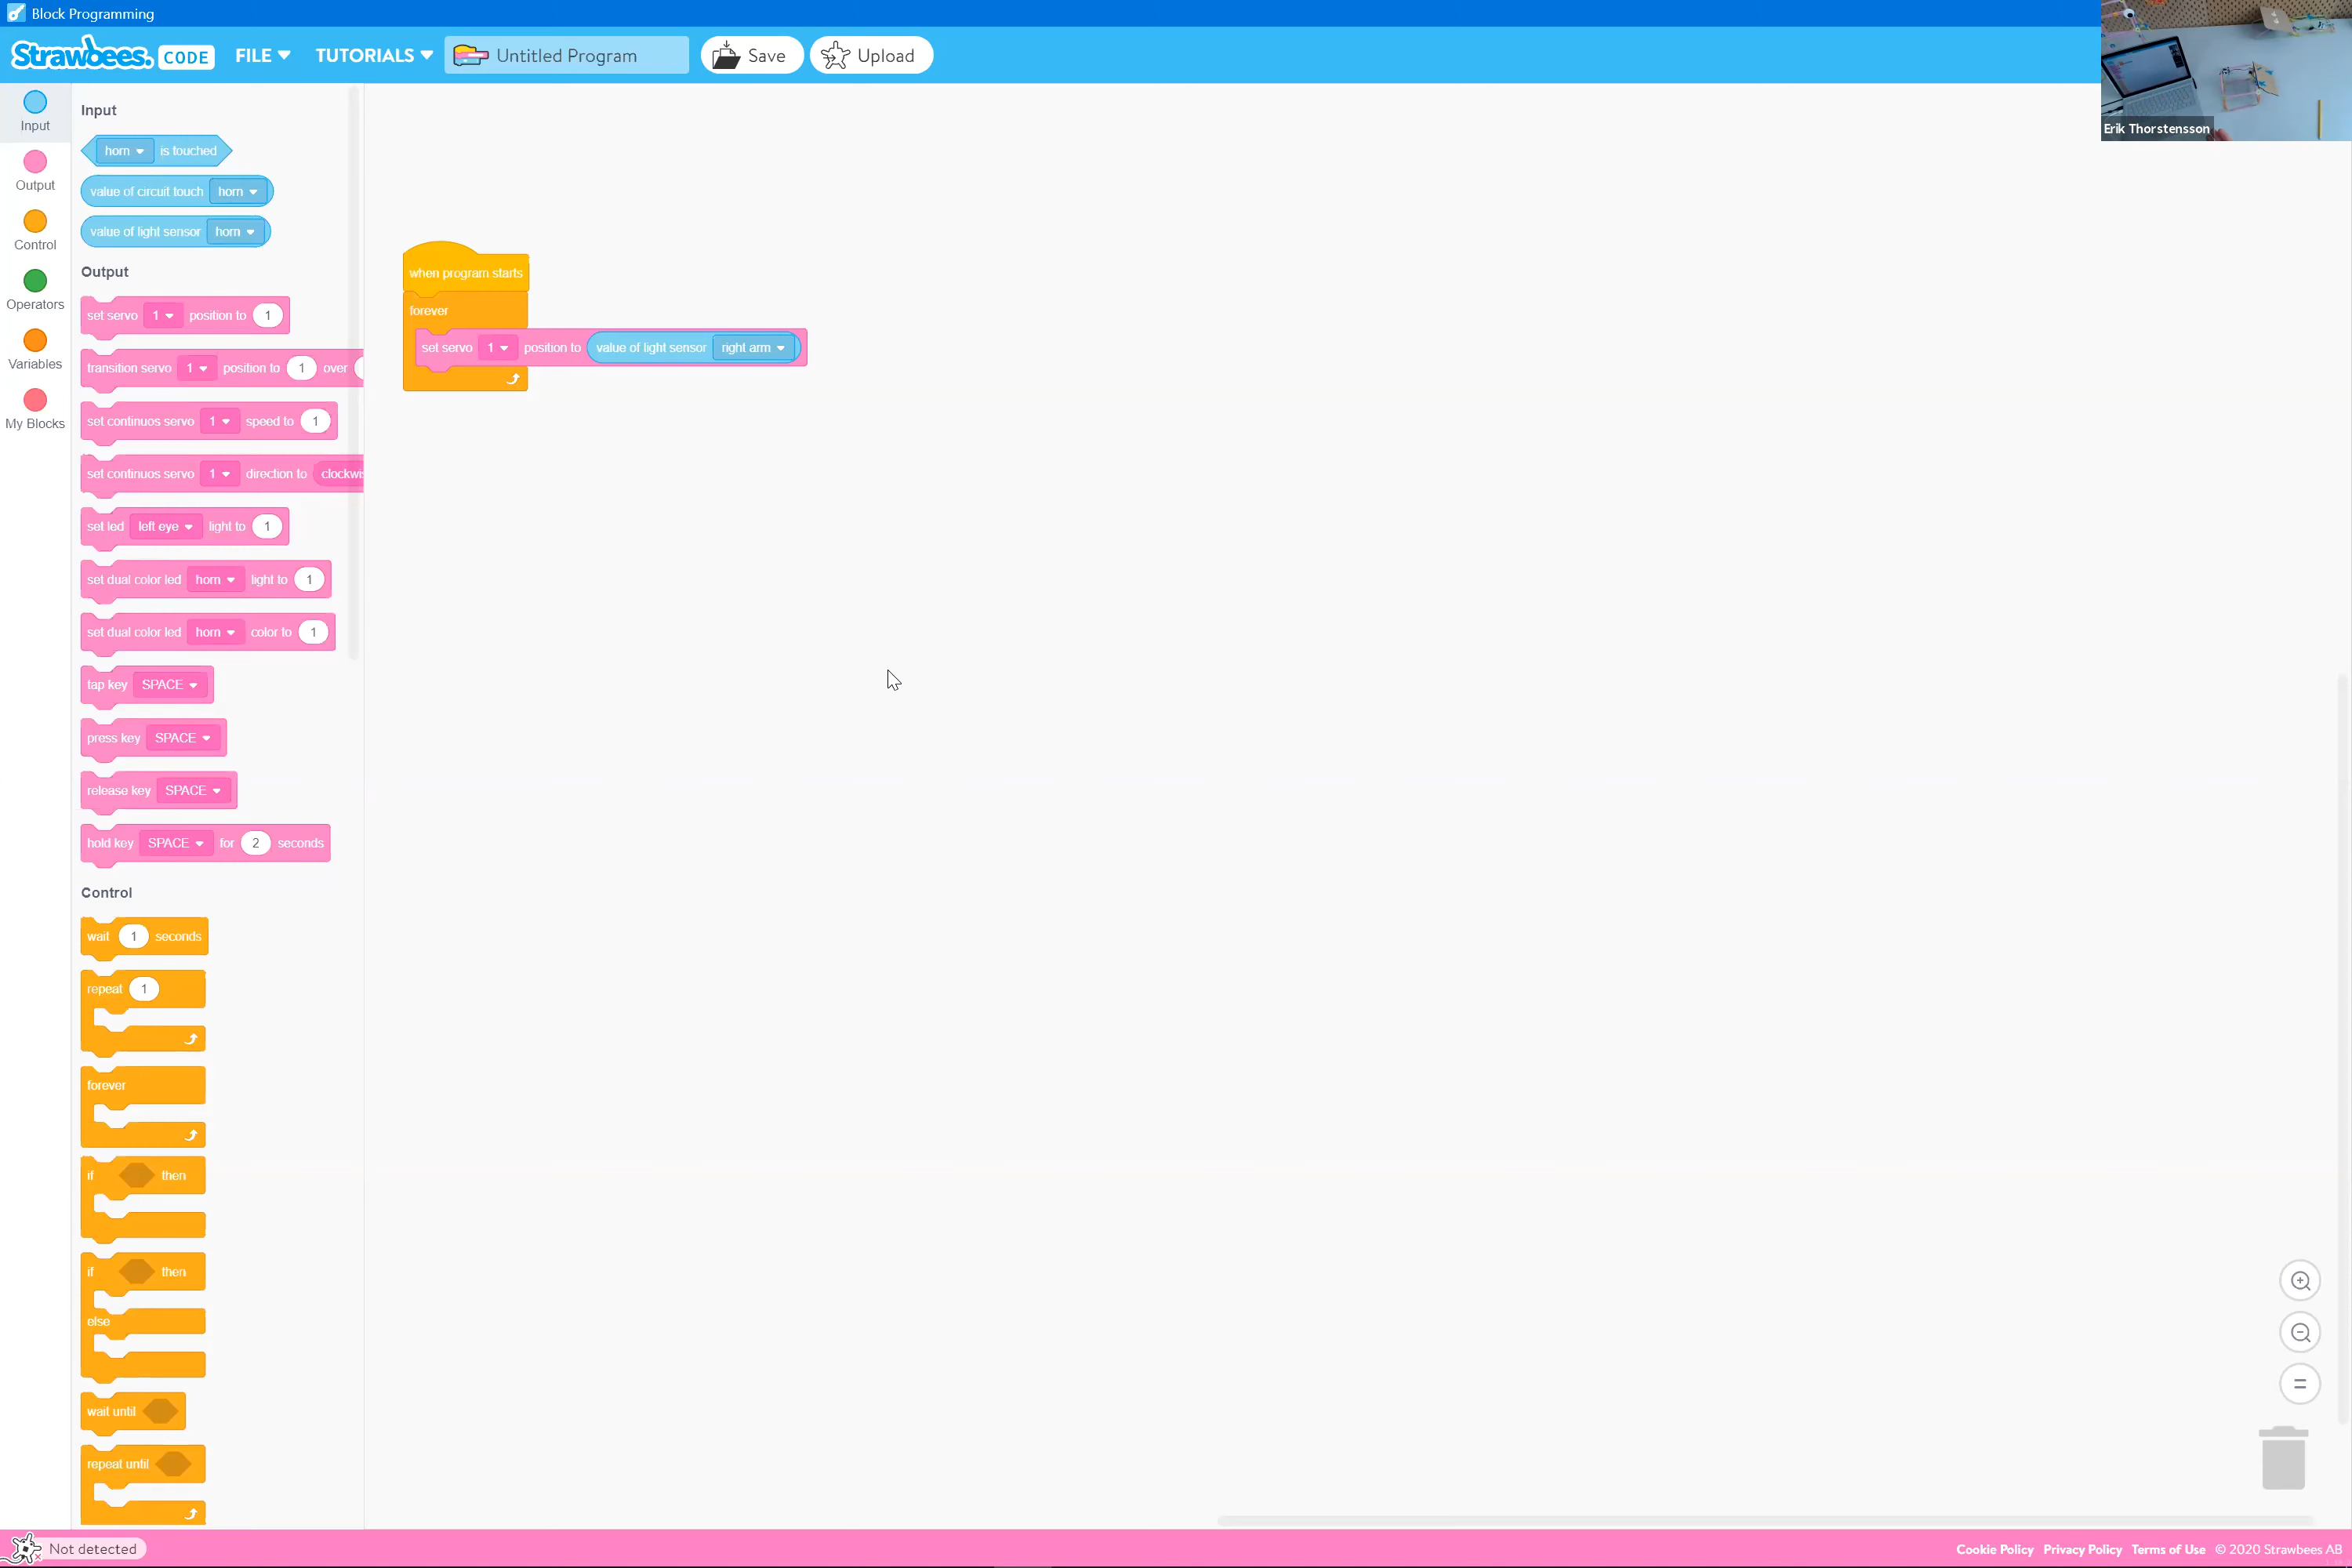 Block Programming
Strawbees. CODE FILE TUTORIALS Untitled Program Save Upload
Erik Thorstensson
Input
Output
Control
Operators
Variables
My Blocks
Input
horn is touched
value of circuit touch horn
value of light sensor horn
Output
set servo 1 position to 1
transition servo 1 position to 1 over
set continuos servo 1 speed to 1
set continuos servo 1 direction to clockwi
set led left eye light to 1
set dual color led horn light to 1
set dual color led horn color to 1
tap key SPACE
press key SPACE
release key SPACE
hold key SPACE for 2 seconds
Control
wait 1 seconds
repeat 1
forever
if then
if then
else
wait until
repeat until
when program starts
forever
set servo 1 position to value of light sensor right arm
Not detected
Cookie Policy Privacy Policy Terms of Use © 2020 Strawbees AB